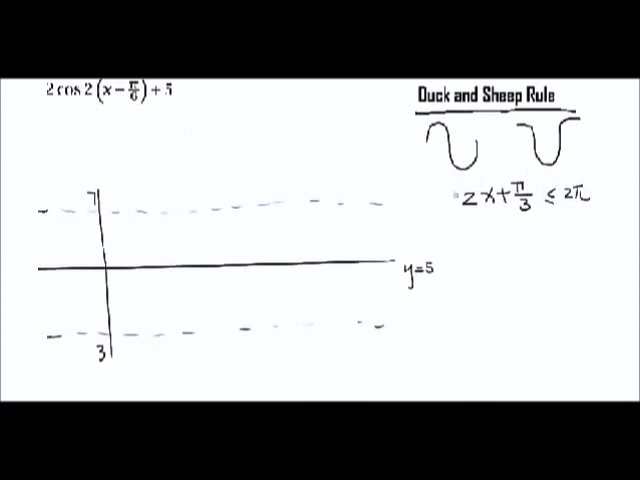 2 cos 2 (x − π/6) + 5
Duck and Sheep Rule
2x + π/3 ≤ 2π
7
y=5
3